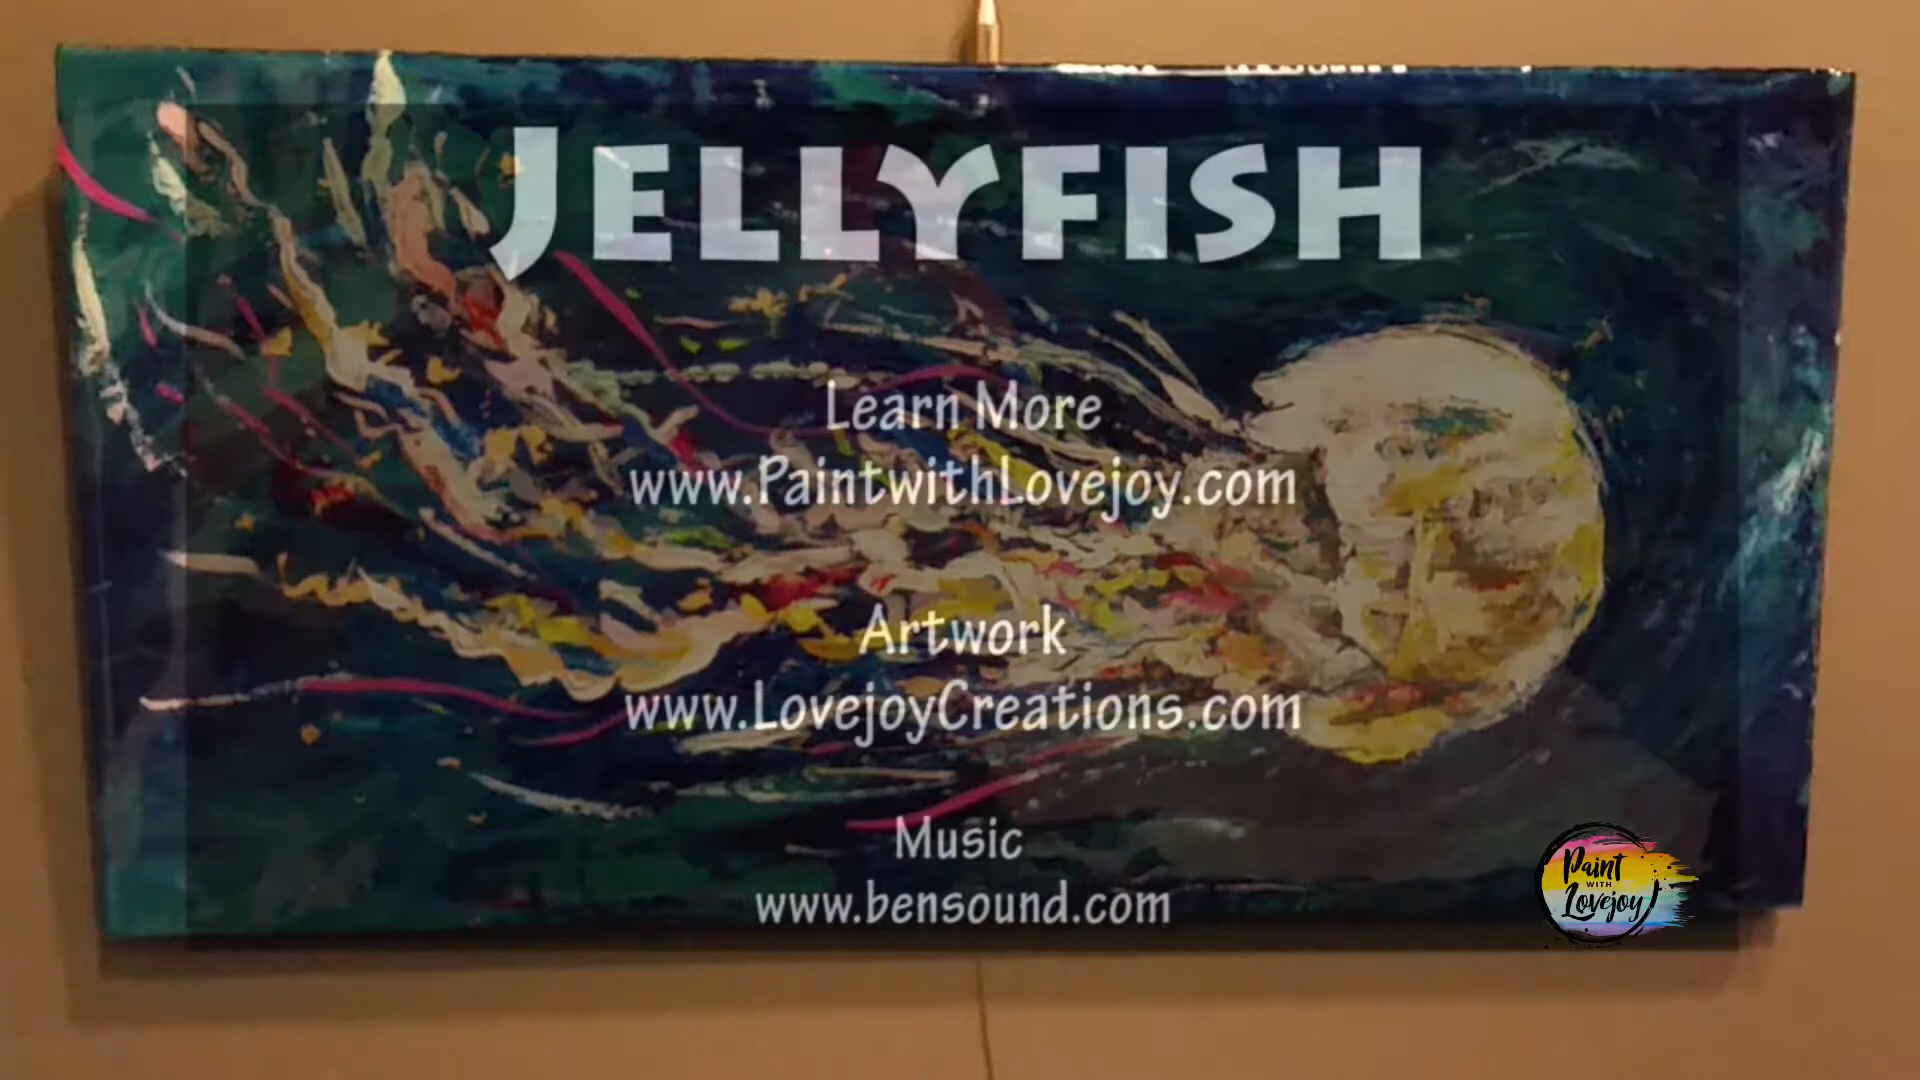 JELLYFISH
Learn More
www.PaintwithLovejoy.com
Artwork
www.LovejoyCreations.com
Music
www.bensound.com
Paint
WITH
Lovejoy